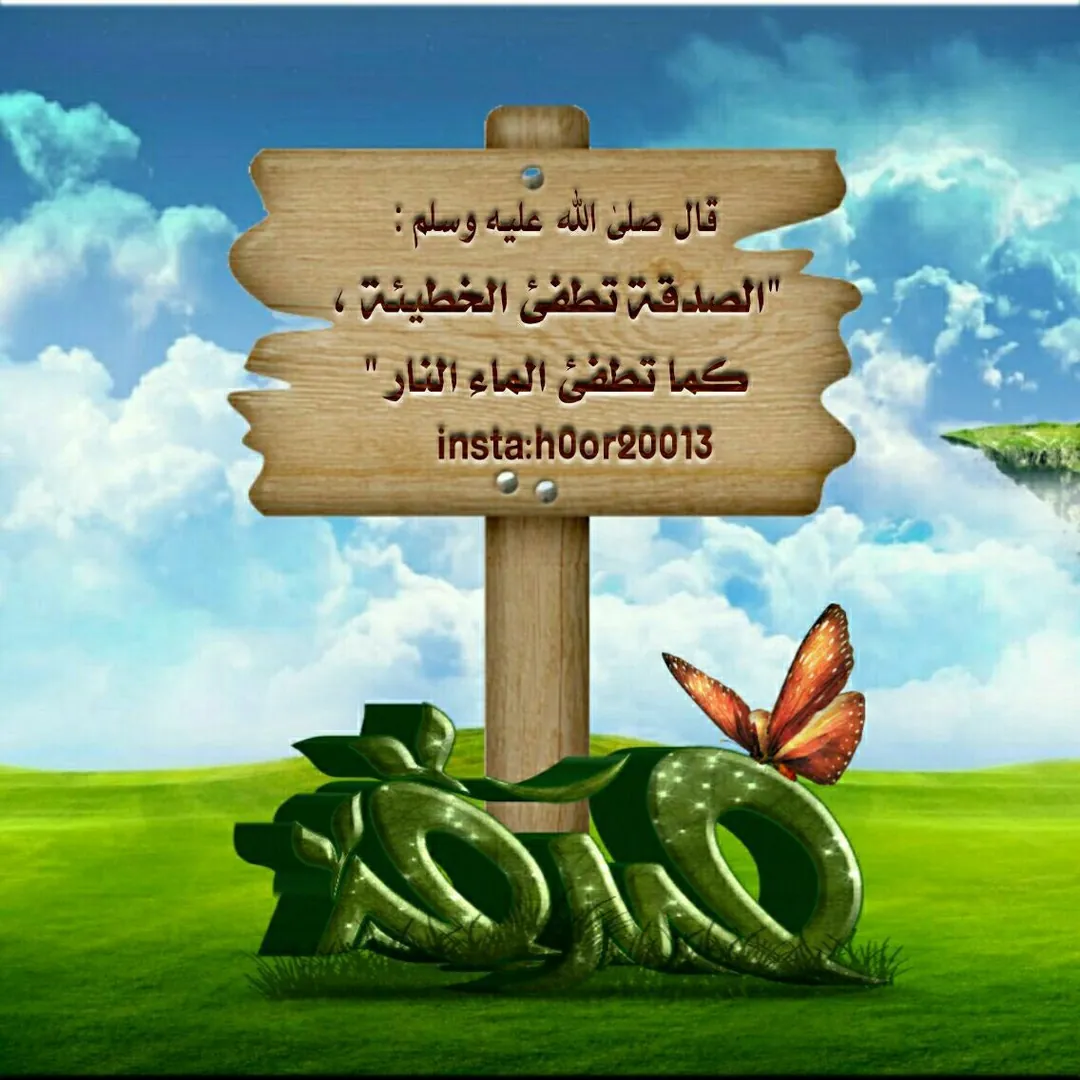 قال صلى الله عليه وسلم :
"الصدقة تطفئ الخطيئة ،
كما تطفئ الماء النار"
insta:h0or20013
صدقة